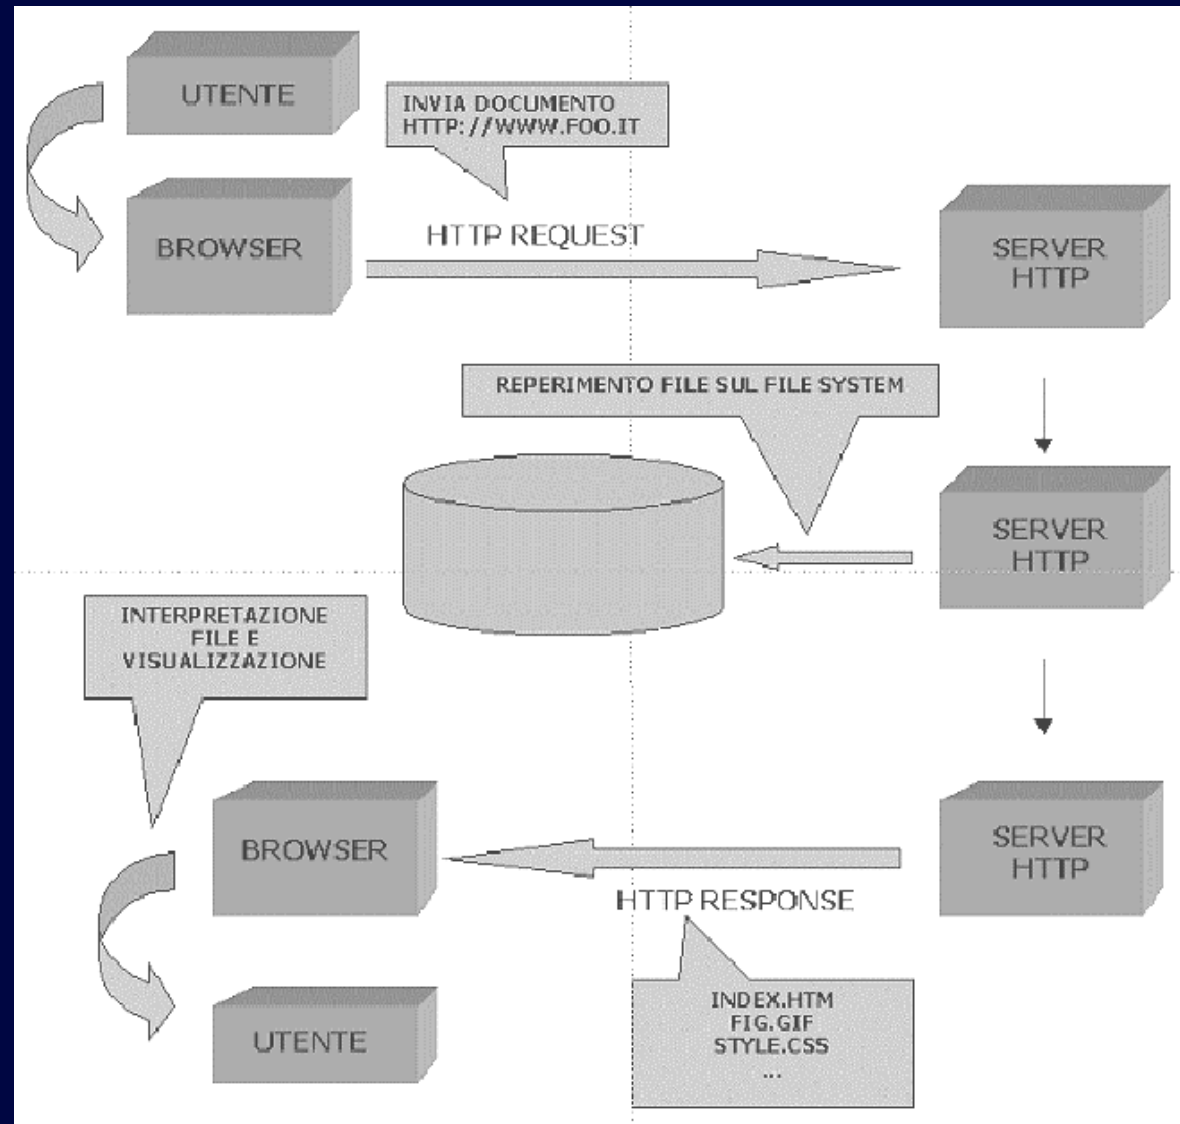 UTENTE
INVIA DOCUMENTO
HTTP://WWW.FOO.IT
BROWSER
HTTP REQUEST
SERVER
HTTP
REPERIMENTO FILE SUL FILE SYSTEM
SERVER
HTTP
INTERPRETAZIONE
FILE E
VISUALIZZAZIONE
BROWSER
SERVER
HTTP
HTTP RESPONSE
INDEX.HTM
FIG.GIF
STYLE.CSS
...
UTENTE